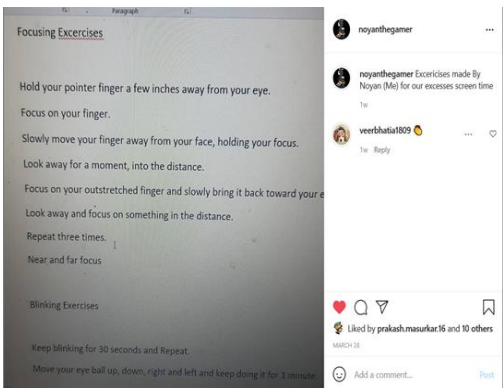 Paragraph
Focusing Excercises
Hold your pointer finger a few inches away from your eye.
Focus on your finger.
Slowly move your finger away from your face, holding your focus.
Look away for a moment, into the distance.
Focus on your outstretched finger and slowly bring it back toward your e
Look away and focus on something in the distance.
Repeat three times.
Near and far focus
Blinking Exercises
Keep blinking for 30 seconds and Repeat.
Move your eye ball up, down, right and left and keep doing it for 1 minute.
noyanthegamer
noyanthegamer Excericises made By
Noyan (Me) for our excesses screen time
1w
veerbhatia1809 👏
1w Reply
Liked by prakash.masurkar.16 and 10 others
MARCH 28
Add a comment...
Post